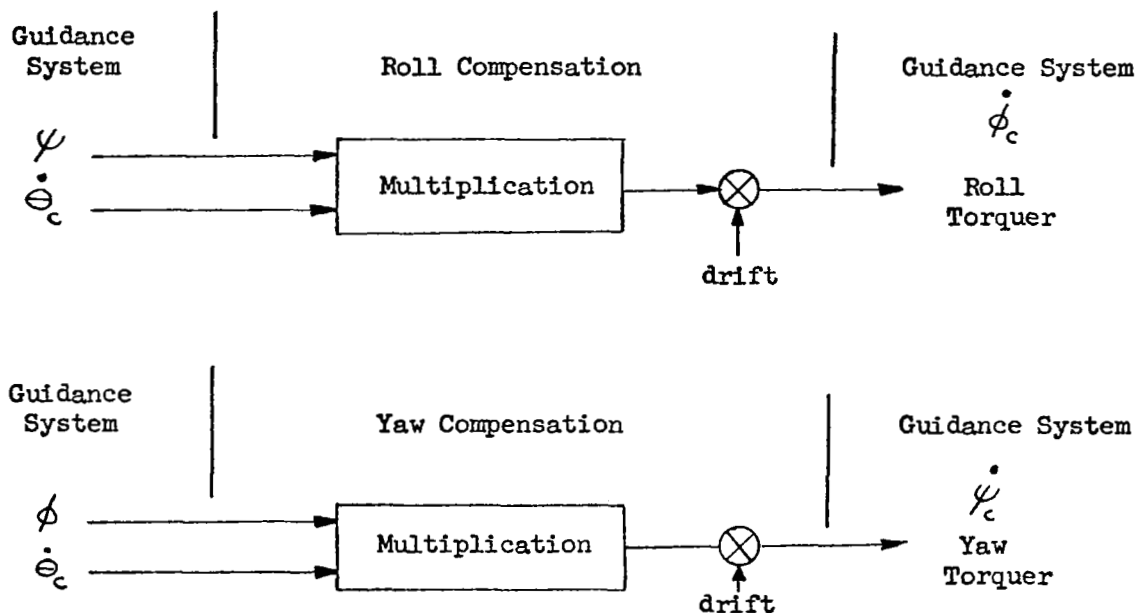 Guidance
System
Roll Compensation
Guidance System
ψ
θ̇c
Multiplication
drift
φ̇c
Roll
Torquer
Guidance
System
Yaw Compensation
Guidance System
φ
θ̇c
Multiplication
drift
ψ̇c
Yaw
Torquer